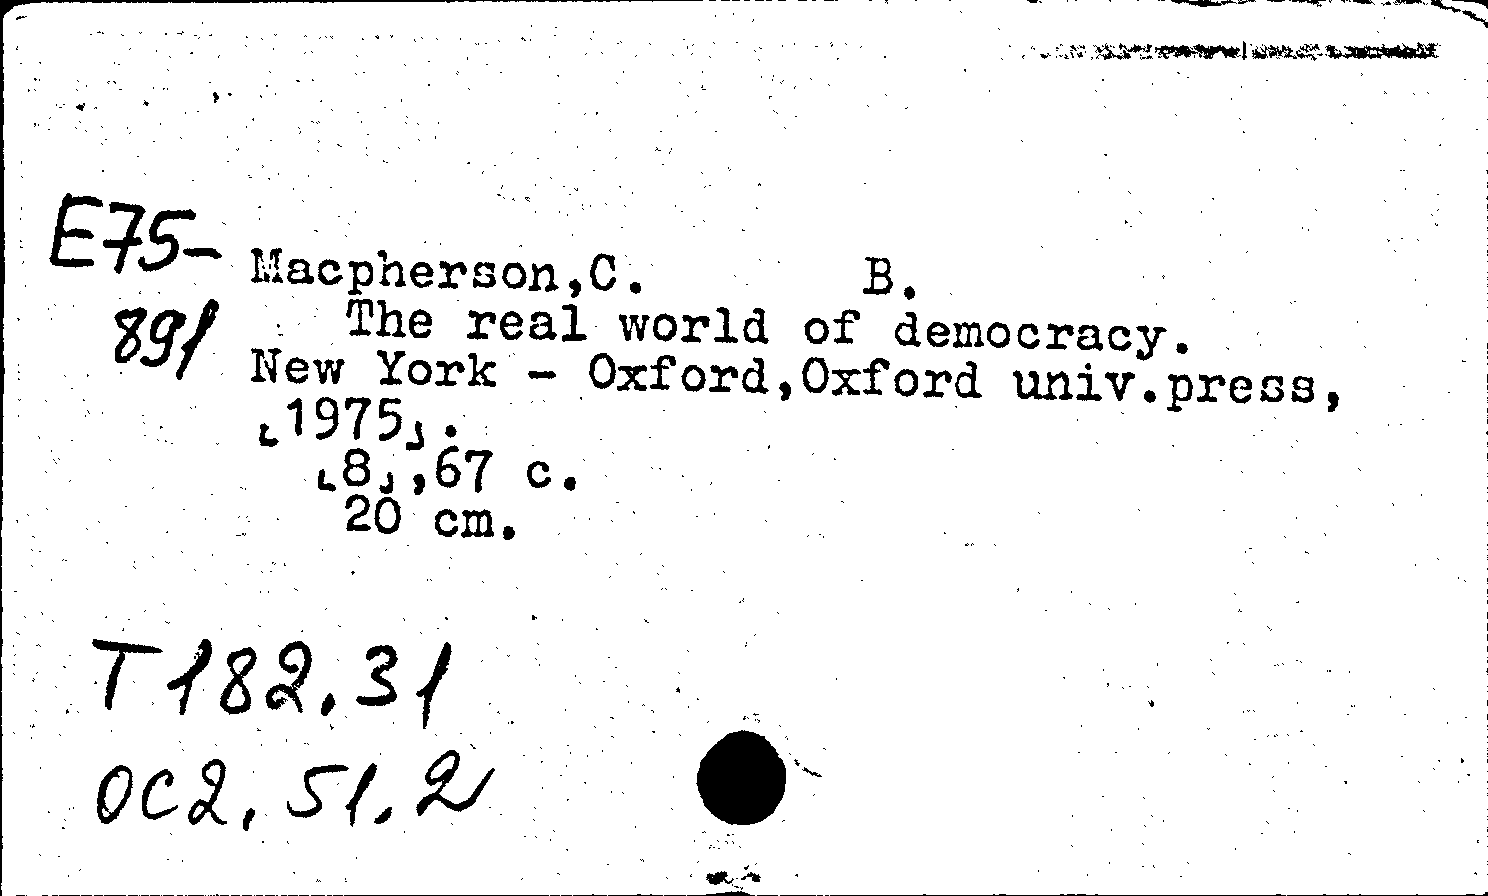 E75-
891
Macpherson,C. B.
The real world of democracy.
New York - Oxford,Oxford univ.press,
[1975].
[8],67 c.
20 cm.
T182.31
OC2.51.2